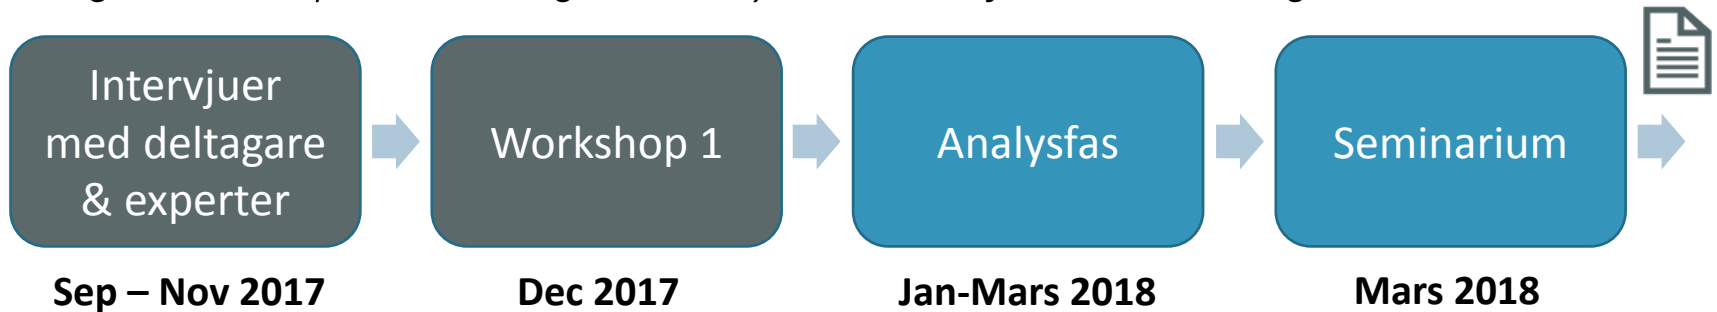 Intervjuer
med deltagare
& experter
Workshop 1
Analysfas
Seminarium
Sep – Nov 2017
Dec 2017
Jan-Mars 2018
Mars 2018